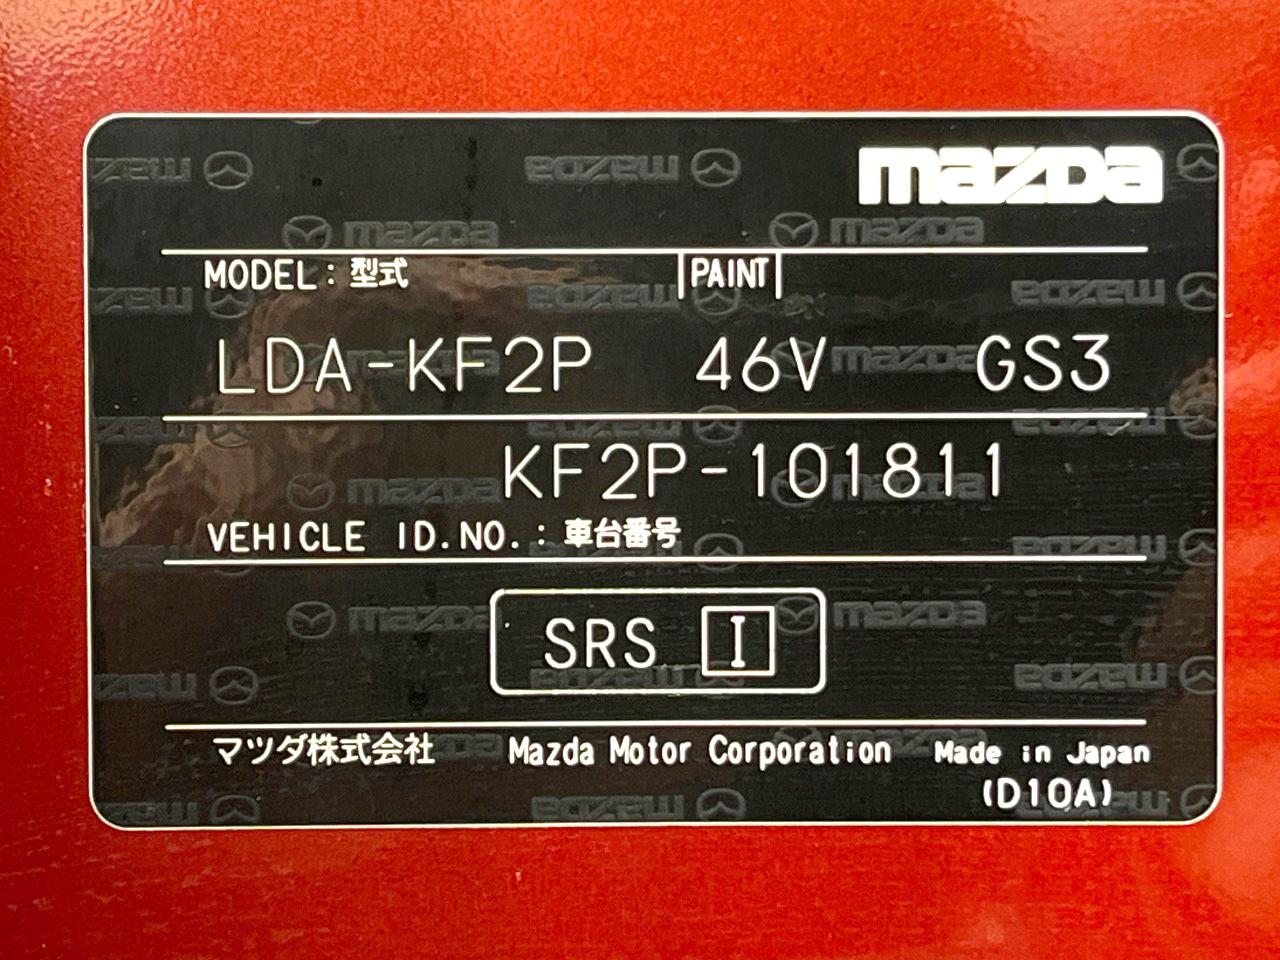 mazda
MODEL : 型式 PAINT
LDA-KF2P 46V GS3
KF2P-101811
VEHICLE ID.NO. : 車台番号
SRS I
マツダ株式会社 Mazda Motor Corporation Made in Japan
(D10A)